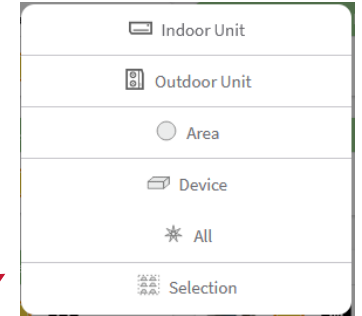 Indoor Unit
Outdoor Unit
Area
Device
All
Selection